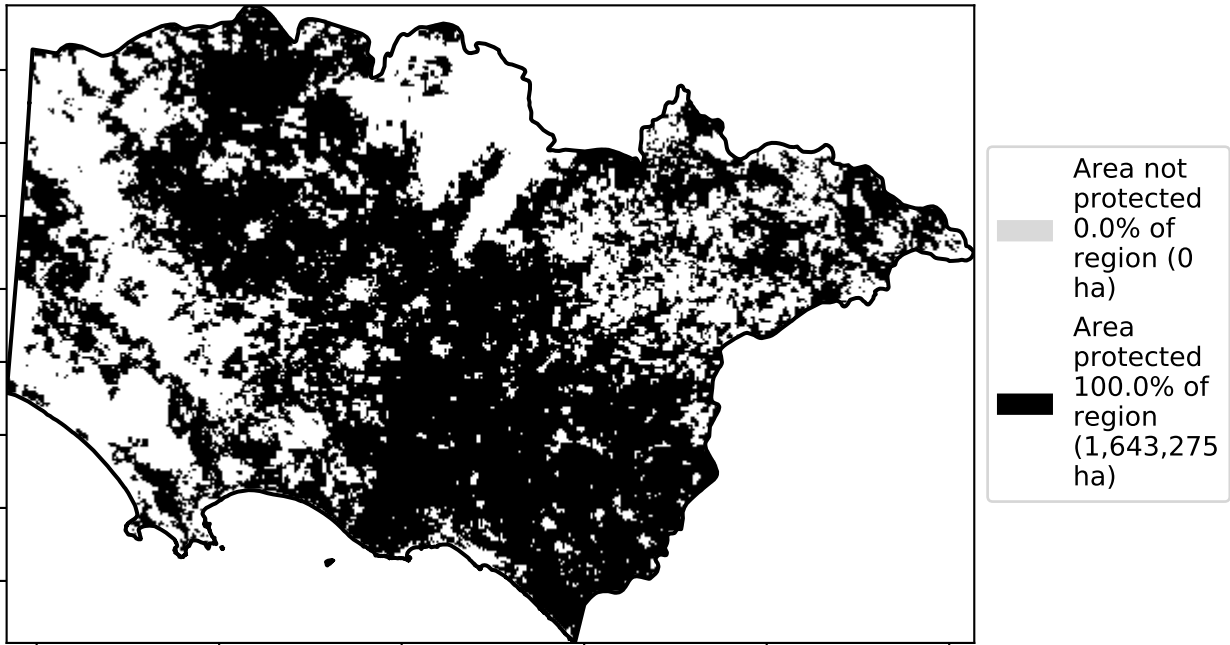 Area not
protected
0.0% of
region (0
ha)
Area
protected
100.0% of
region
(1,643,275
ha)